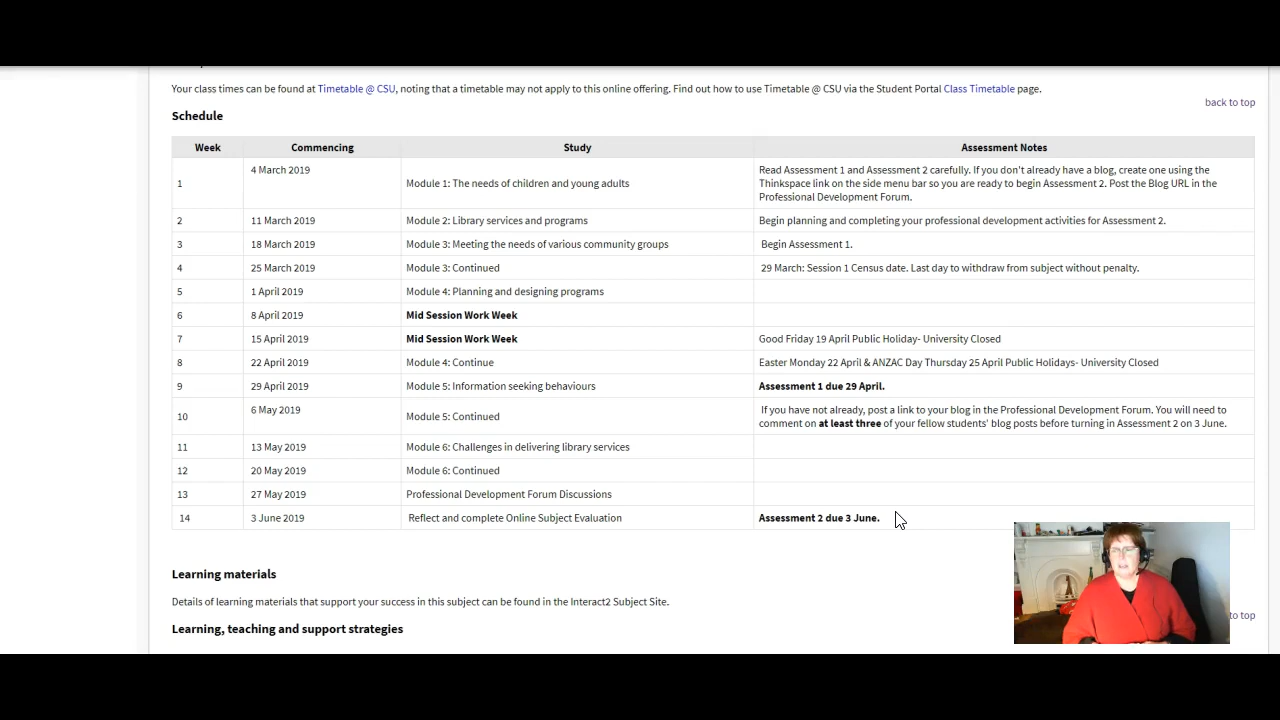 Your class times can be found at Timetable @ CSU, noting that a timetable may not apply to this online offering. Find out how to use Timetable @ CSU via the Student Portal Class Timetable page.
back to top
Schedule
Week Commencing Study Assessment Notes
1 4 March 2019 Module 1: The needs of children and young adults Read Assessment 1 and Assessment 2 carefully. If you don't already have a blog, create one using the
Thinkspace link on the side menu bar so you are ready to begin Assessment 2. Post the Blog URL in the
Professional Development Forum.
2 11 March 2019 Module 2: Library services and programs Begin planning and completing your professional development activities for Assessment 2.
3 18 March 2019 Module 3: Meeting the needs of various community groups Begin Assessment 1.
4 25 March 2019 Module 3: Continued 29 March: Session 1 Census date. Last day to withdraw from subject without penalty.
5 1 April 2019 Module 4: Planning and designing programs
6 8 April 2019 Mid Session Work Week
7 15 April 2019 Mid Session Work Week Good Friday 19 April Public Holiday- University Closed
8 22 April 2019 Module 4: Continue Easter Monday 22 April & ANZAC Day Thursday 25 April Public Holidays- University Closed
9 29 April 2019 Module 5: Information seeking behaviours Assessment 1 due 29 April.
10 6 May 2019 Module 5: Continued If you have not already, post a link to your blog in the Professional Development Forum. You will need to
comment on at least three of your fellow students' blog posts before turning in Assessment 2 on 3 June.
11 13 May 2019 Module 6: Challenges in delivering library services
12 20 May 2019 Module 6: Continued
13 27 May 2019 Professional Development Forum Discussions
14 3 June 2019 Reflect and complete Online Subject Evaluation Assessment 2 due 3 June.
Learning materials
Details of learning materials that support your success in this subject can be found in the Interact2 Subject Site.
to top
Learning, teaching and support strategies